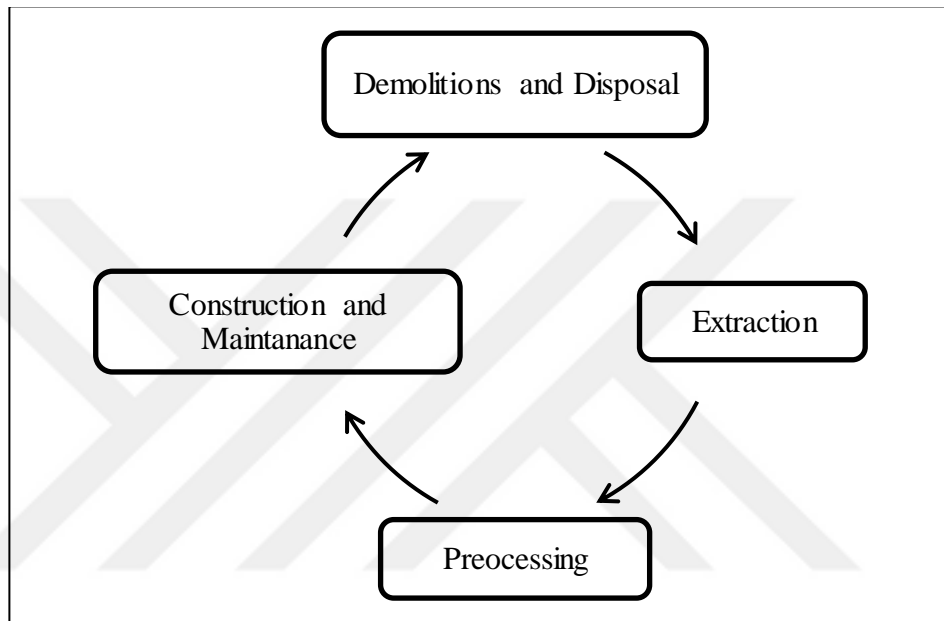 Demolitions and Disposal
Extraction
Preocessing
Construction and
Maintanance